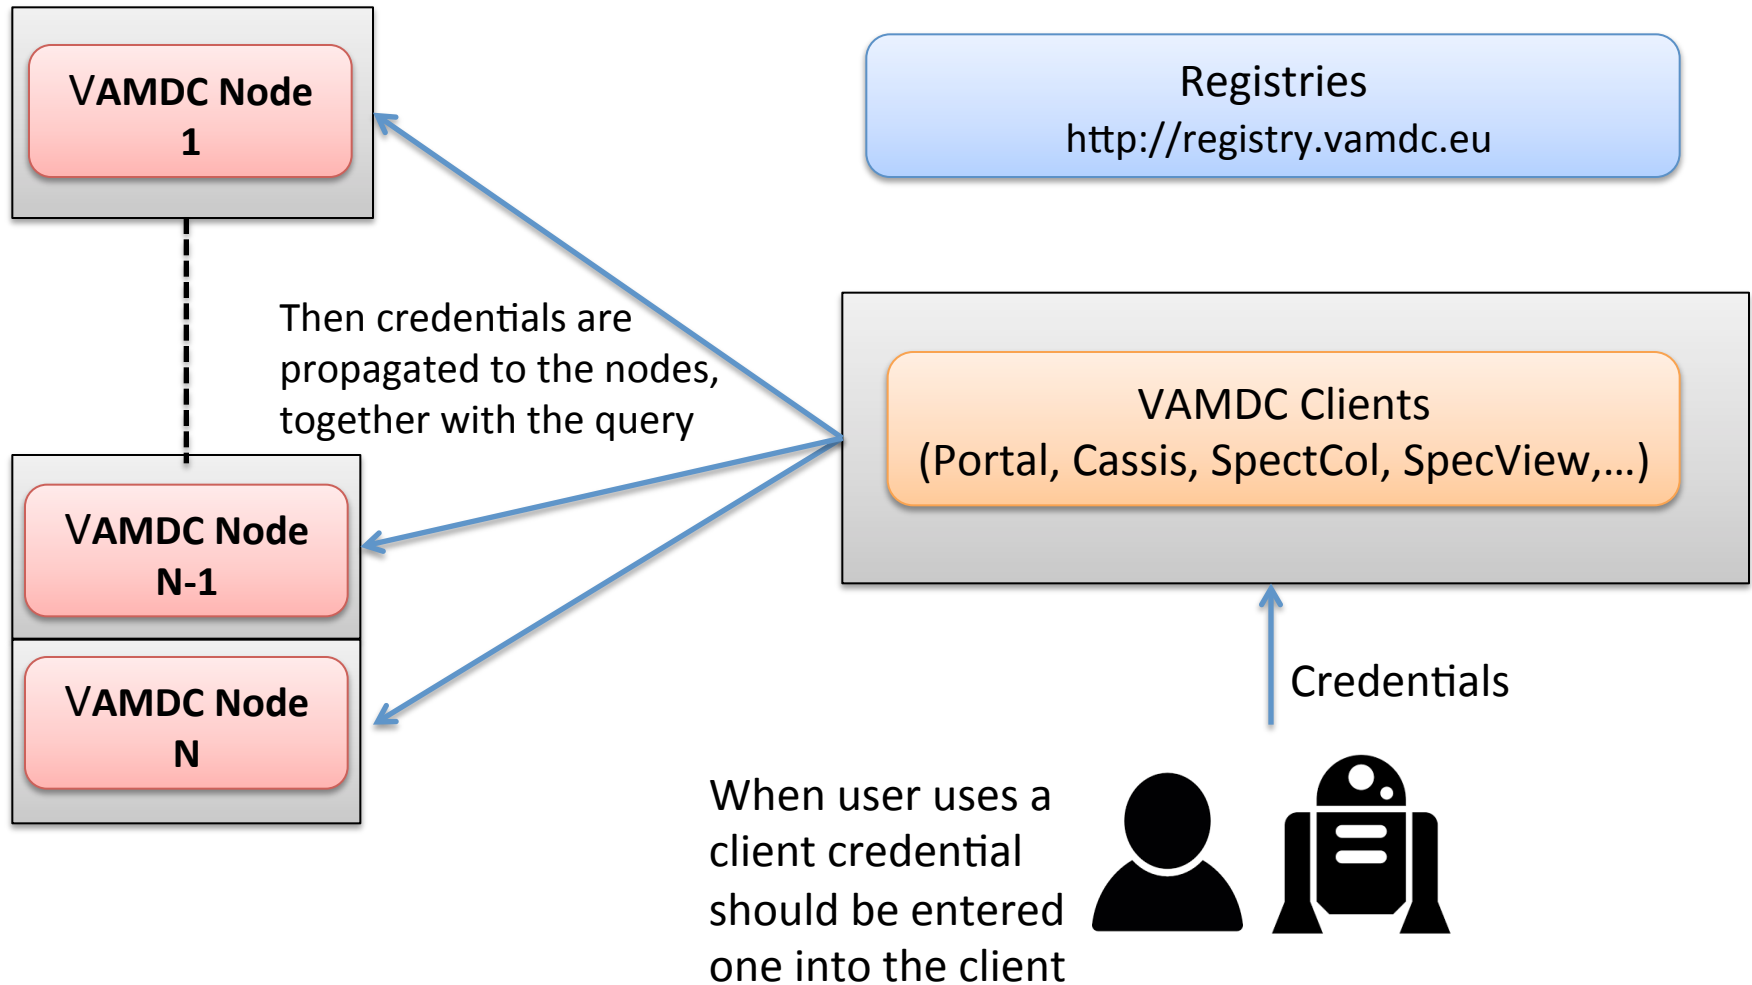 VAMDC Node
1
Registries
http://registry.vamdc.eu
Then credentials are
propagated to the nodes,
together with the query
VAMDC Clients
(Portal, Cassis, SpectCol, SpecView,...)
VAMDC Node
N-1
VAMDC Node
N
Credentials
When user uses a
client credential
should be entered
one into the client